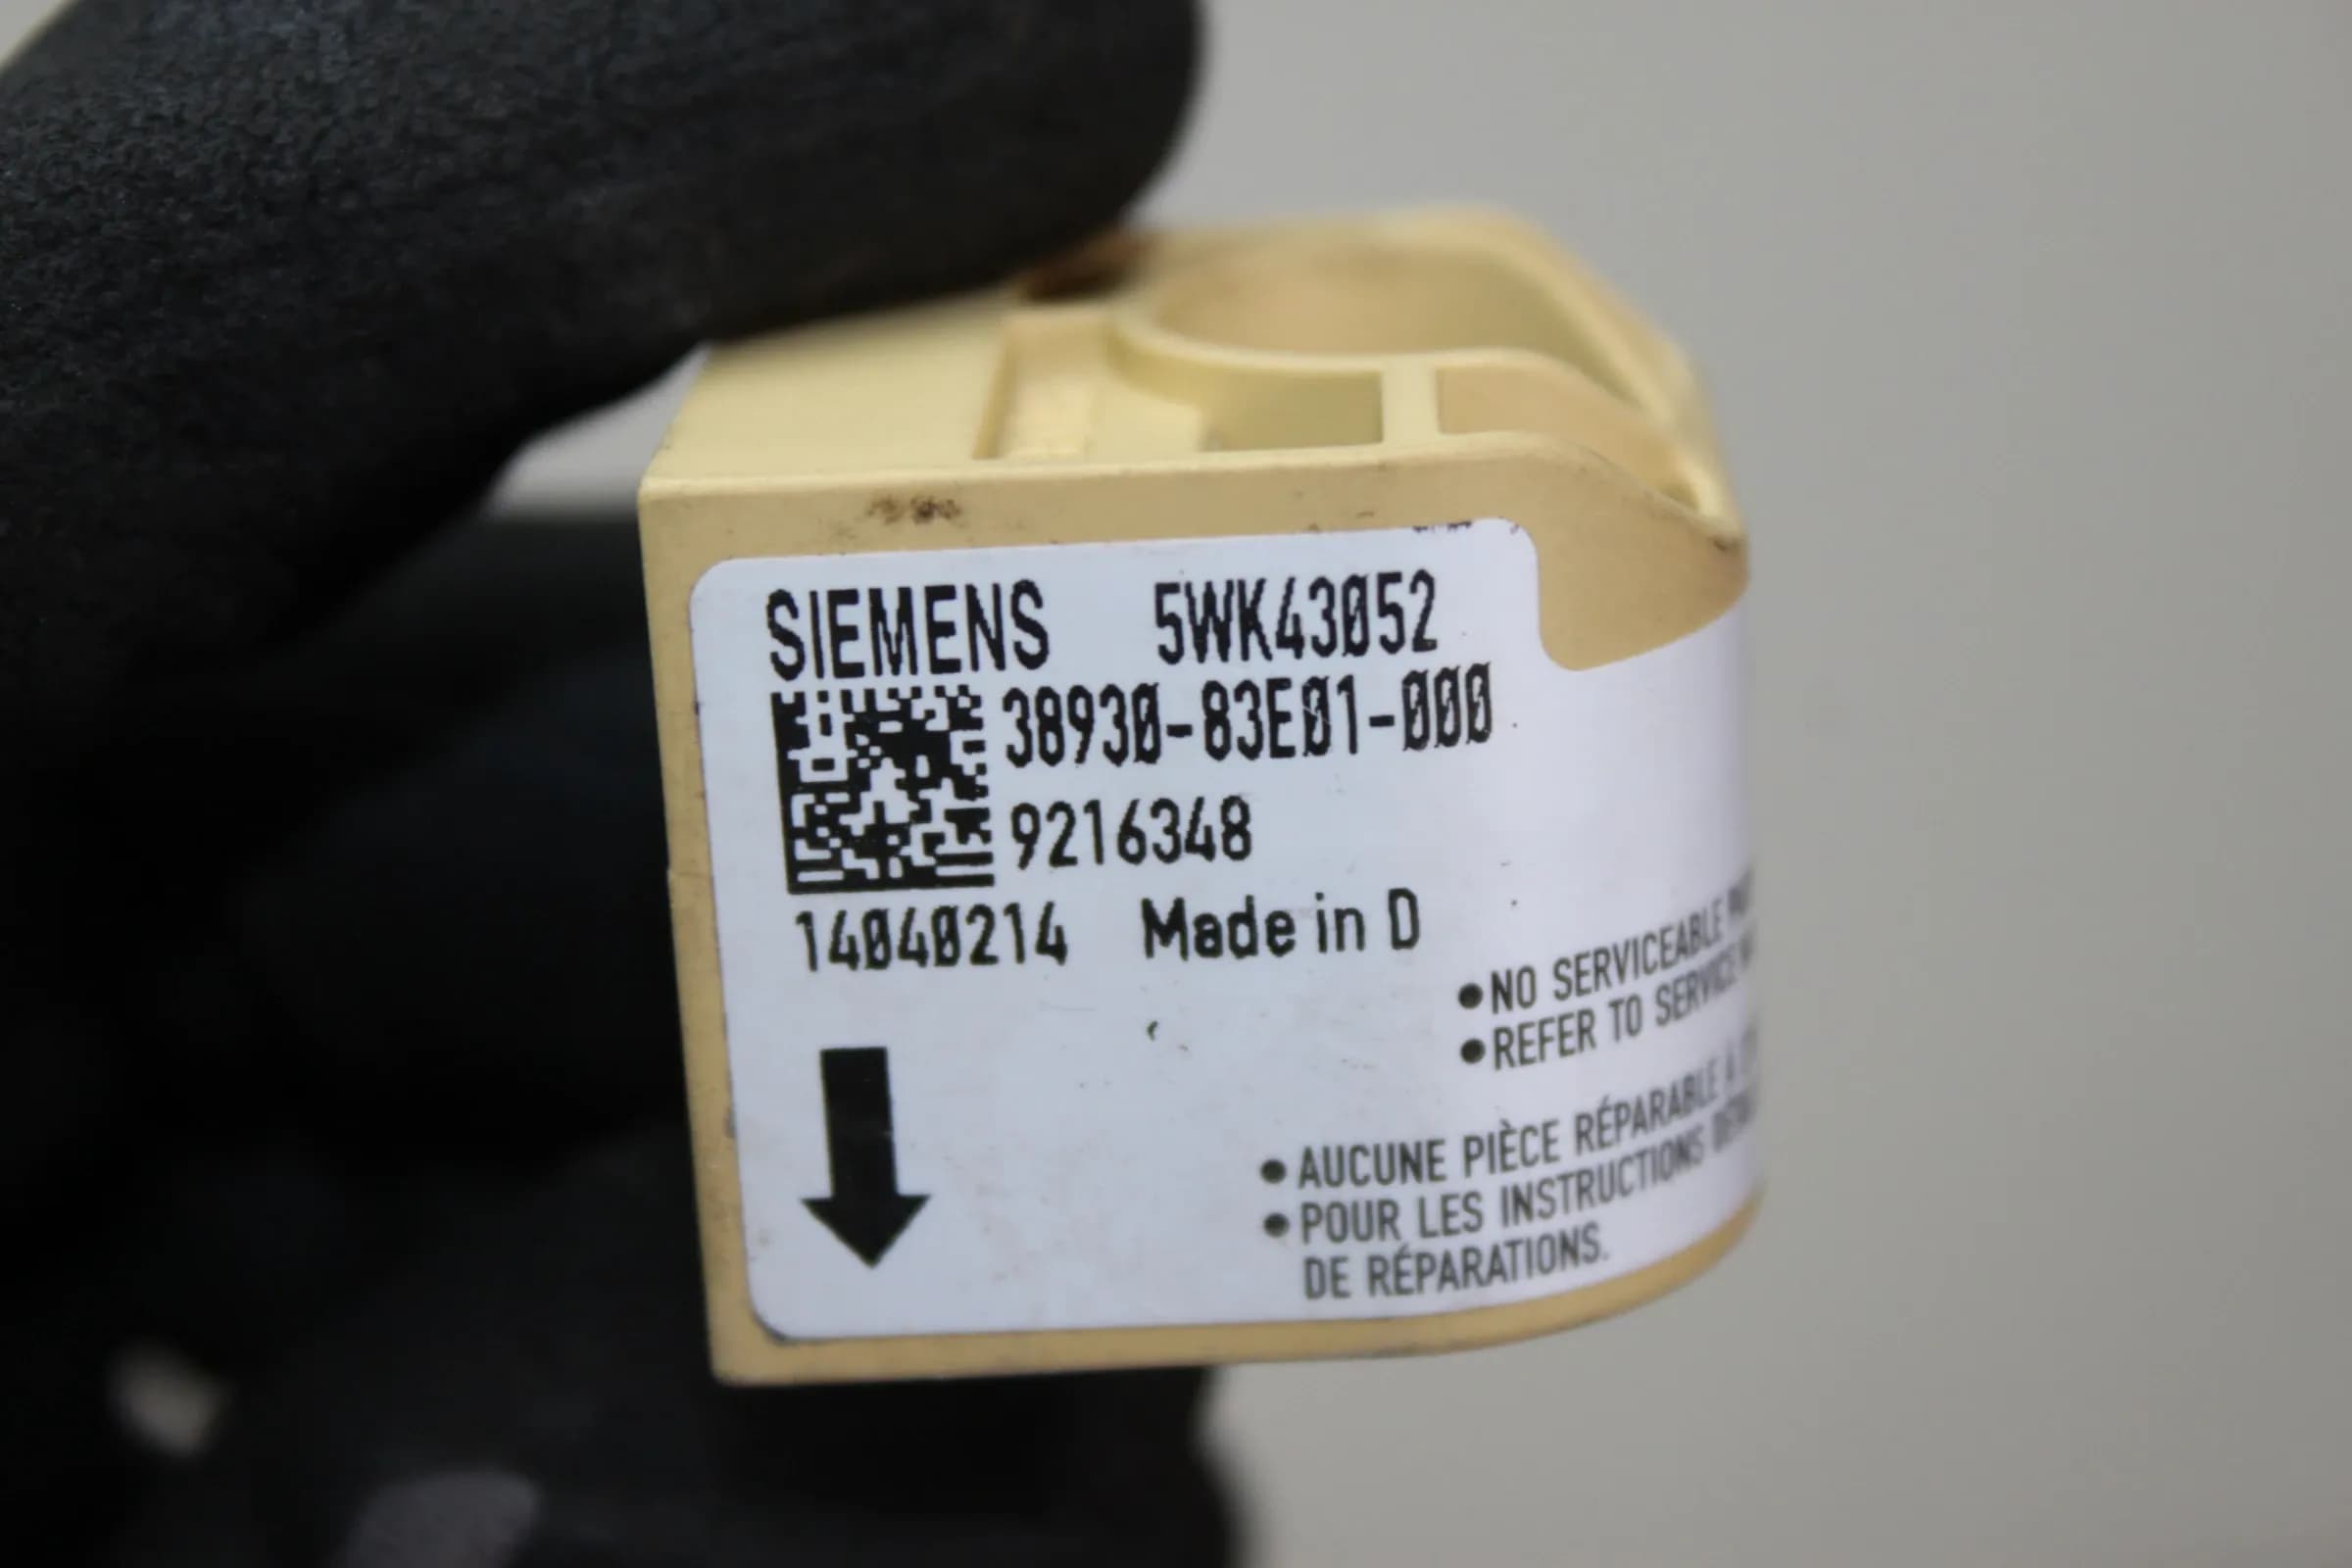 SIEMENS 5WK43052
38930-83E01-000
9216348
14040214 Made in D
•NO SERVICEABLE
•REFER TO SERVICE
•AUCUNE PIÈCE RÉPARABLE À
•POUR LES INSTRUCTIONS
DE RÉPARATIONS.